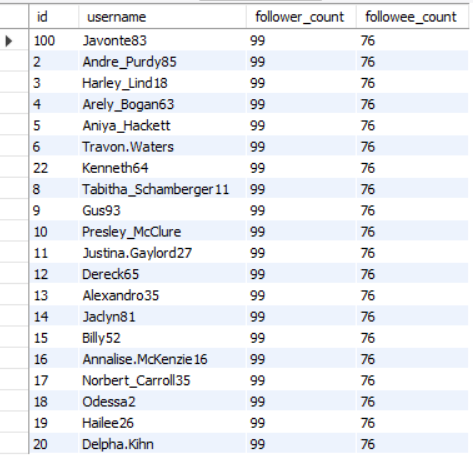 id username follower_count followee_count
100 Javonte83 99 76
2 Andre_Purdy85 99 76
3 Harley_Lind18 99 76
4 Arely_Bogan63 99 76
5 Aniya_Hackett 99 76
6 Travon.Waters 99 76
22 Kenneth64 99 76
8 Tabitha_Schamberger11 99 76
9 Gus93 99 76
10 Presley_McClure 99 76
11 Justina.Gaylord27 99 76
12 Dereck65 99 76
13 Alexandro35 99 76
14 Jaclyn81 99 76
15 Billy52 99 76
16 Annalise.McKenzie16 99 76
17 Norbert_Carroll35 99 76
18 Odessa2 99 76
19 Hailee26 99 76
20 Delpha.Kihn 99 76